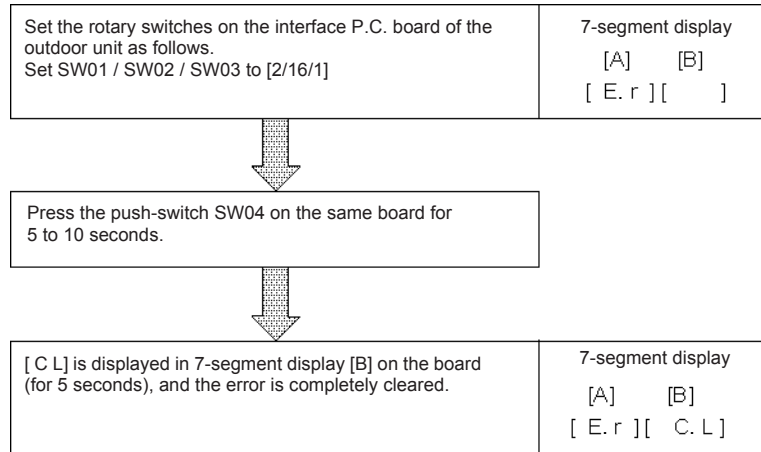 Set the rotary switches on the interface P.C. board of the
outdoor unit as follows.
Set SW01 / SW02 / SW03 to [2/16/1]
7-segment display
[A] [B]
[ E. r ] [ ]
Press the push-switch SW04 on the same board for
5 to 10 seconds.
[ C L] is displayed in 7-segment display [B] on the board
(for 5 seconds), and the error is completely cleared.
7-segment display
[A] [B]
[ E. r ] [ C. L ]